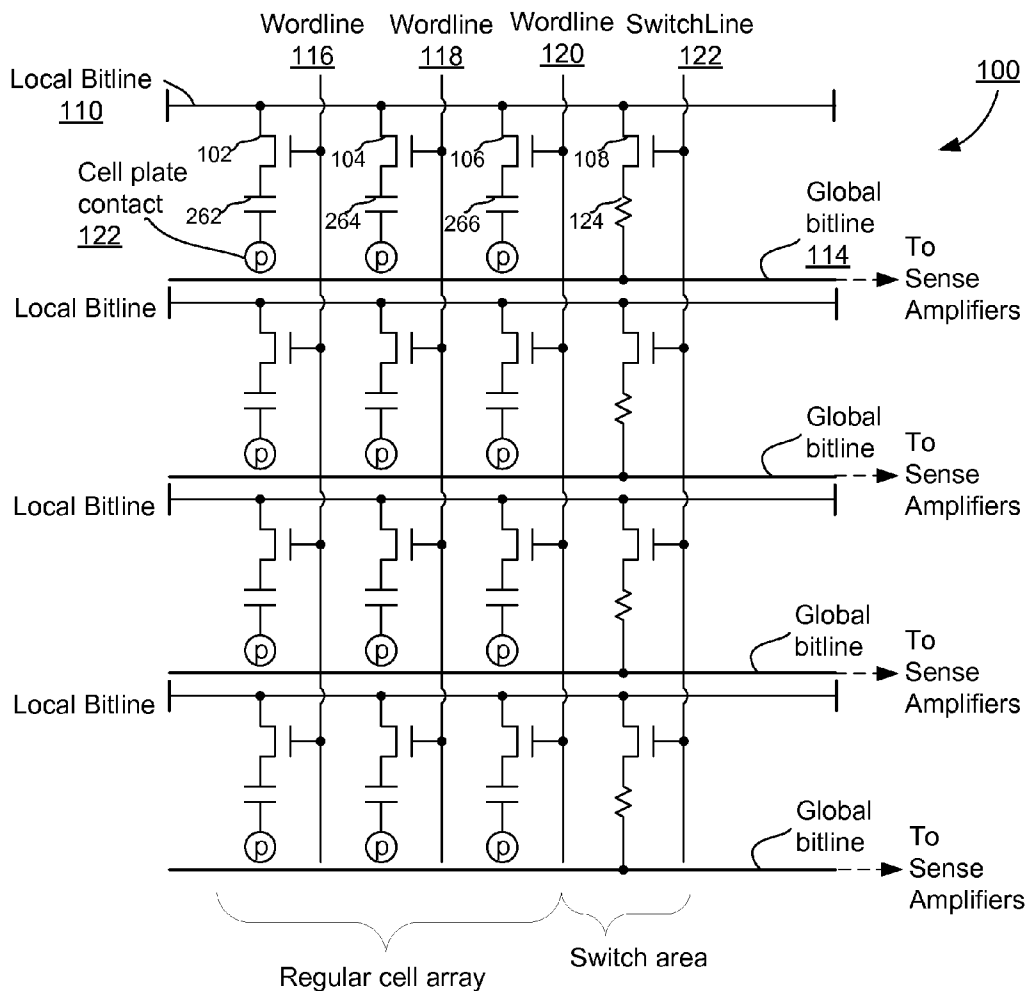 Wordline Wordline Wordline SwitchLine
116 118 120 122
Local Bitline
110
100
102 104 106 108
Cell plate
contact
122
262 264 266 124
Global
bitline
114
To
Sense
Amplifiers
p p p
Local Bitline
Global
bitline
To
Sense
Amplifiers
p p p
Local Bitline
Global
bitline
To
Sense
Amplifiers
p p p
Local Bitline
Global
bitline
To
Sense
Amplifiers
p p p
Regular cell array
Switch area